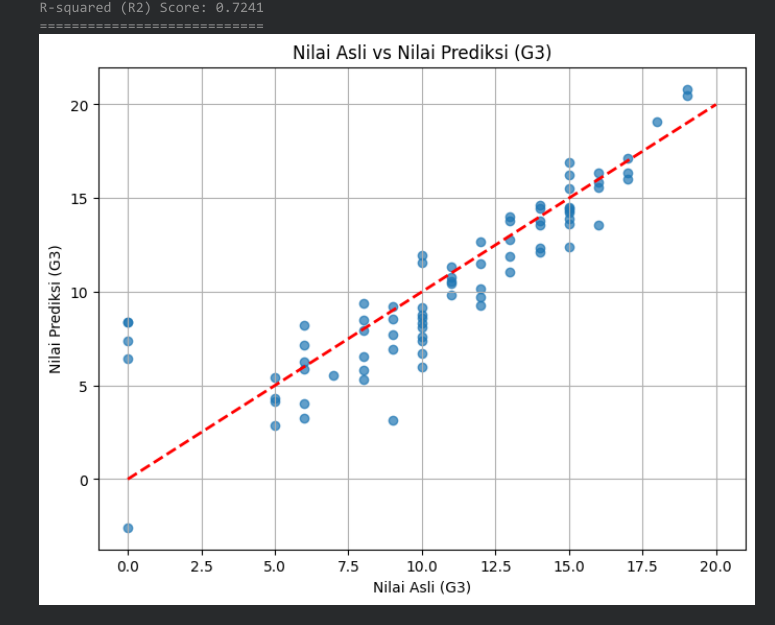 R-squared (R2) Score: 0.7241
============================
Nilai Asli vs Nilai Prediksi (G3)
20
15
10
5
0
Nilai Prediksi (G3)
0.0 2.5 5.0 7.5 10.0 12.5 15.0 17.5 20.0
Nilai Asli (G3)